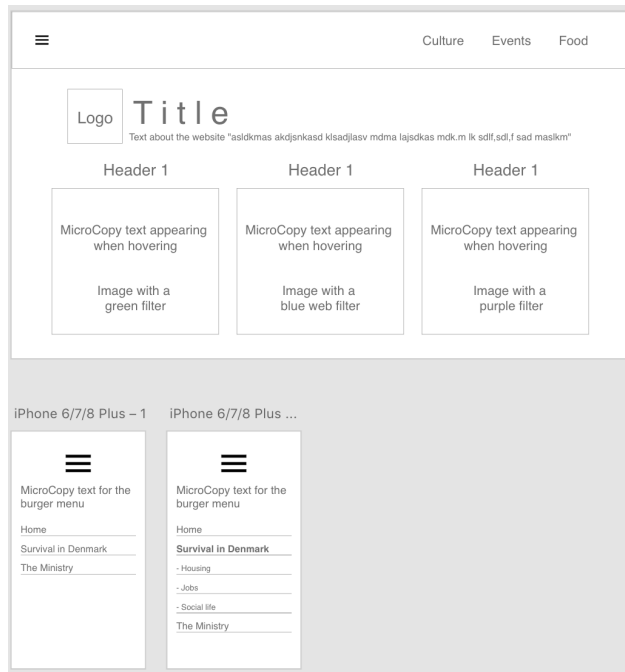 Culture Events Food
Logo
Title
Text about the website "asldkmas akdjsnkasd klsadjlasv mdma lajsdkas mdk.m lk sdlf,sdl,f sad maslkm"
Header 1 Header 1 Header 1
MicroCopy text appearing
when hovering
Image with a
green filter
MicroCopy text appearing
when hovering
Image with a
blue web filter
MicroCopy text appearing
when hovering
Image with a
purple filter
iPhone 6/7/8 Plus – 1
MicroCopy text for the
burger menu
Home
Survival in Denmark
The Ministry
iPhone 6/7/8 Plus ...
MicroCopy text for the
burger menu
Home
Survival in Denmark
- Housing
- Jobs
- Social life
The Ministry